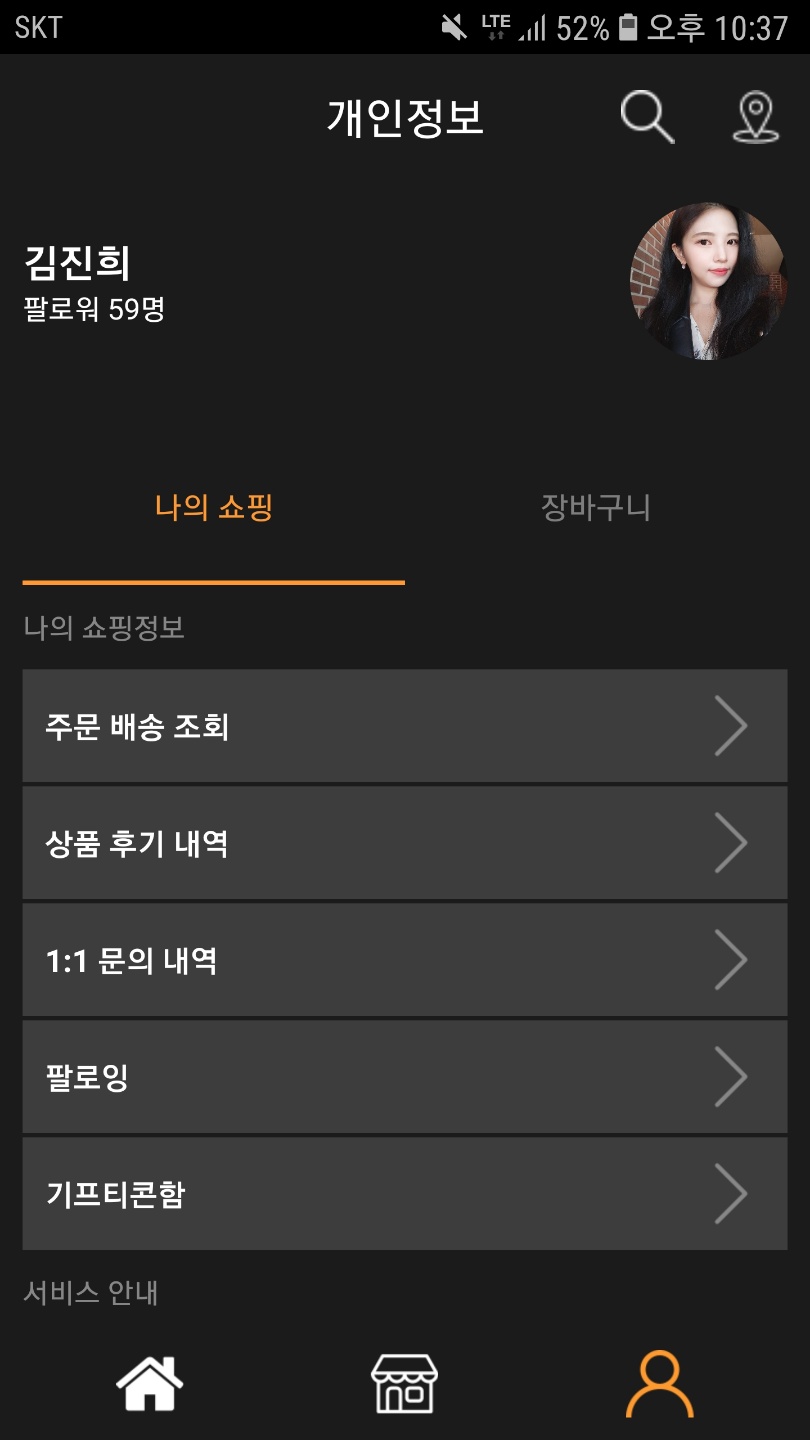 SKT LTE 52% 오후 10:37
개인정보
김진희
팔로워 59명
나의 쇼핑 장바구니
나의 쇼핑정보
주문 배송 조회
상품 후기 내역
1:1 문의 내역
팔로잉
기프티콘함
서비스 안내